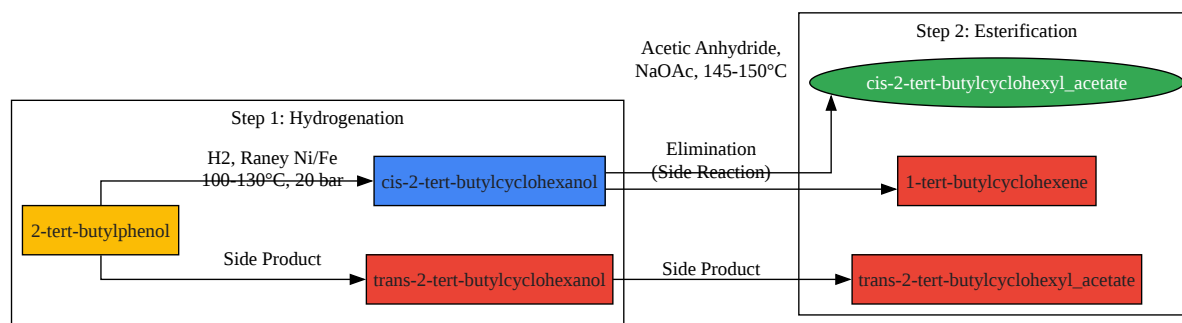 Step 2: Esterification
Acetic Anhydride,
NaOAc, 145-150°C
cis-2-tert-butylcyclohexyl_acetate
Step 1: Hydrogenation
H2, Raney Ni/Fe
100-130°C, 20 bar
cis-2-tert-butylcyclohexanol
Elimination
(Side Reaction)
1-tert-butylcyclohexene
2-tert-butylphenol
Side Product
trans-2-tert-butylcyclohexanol
Side Product
trans-2-tert-butylcyclohexyl_acetate